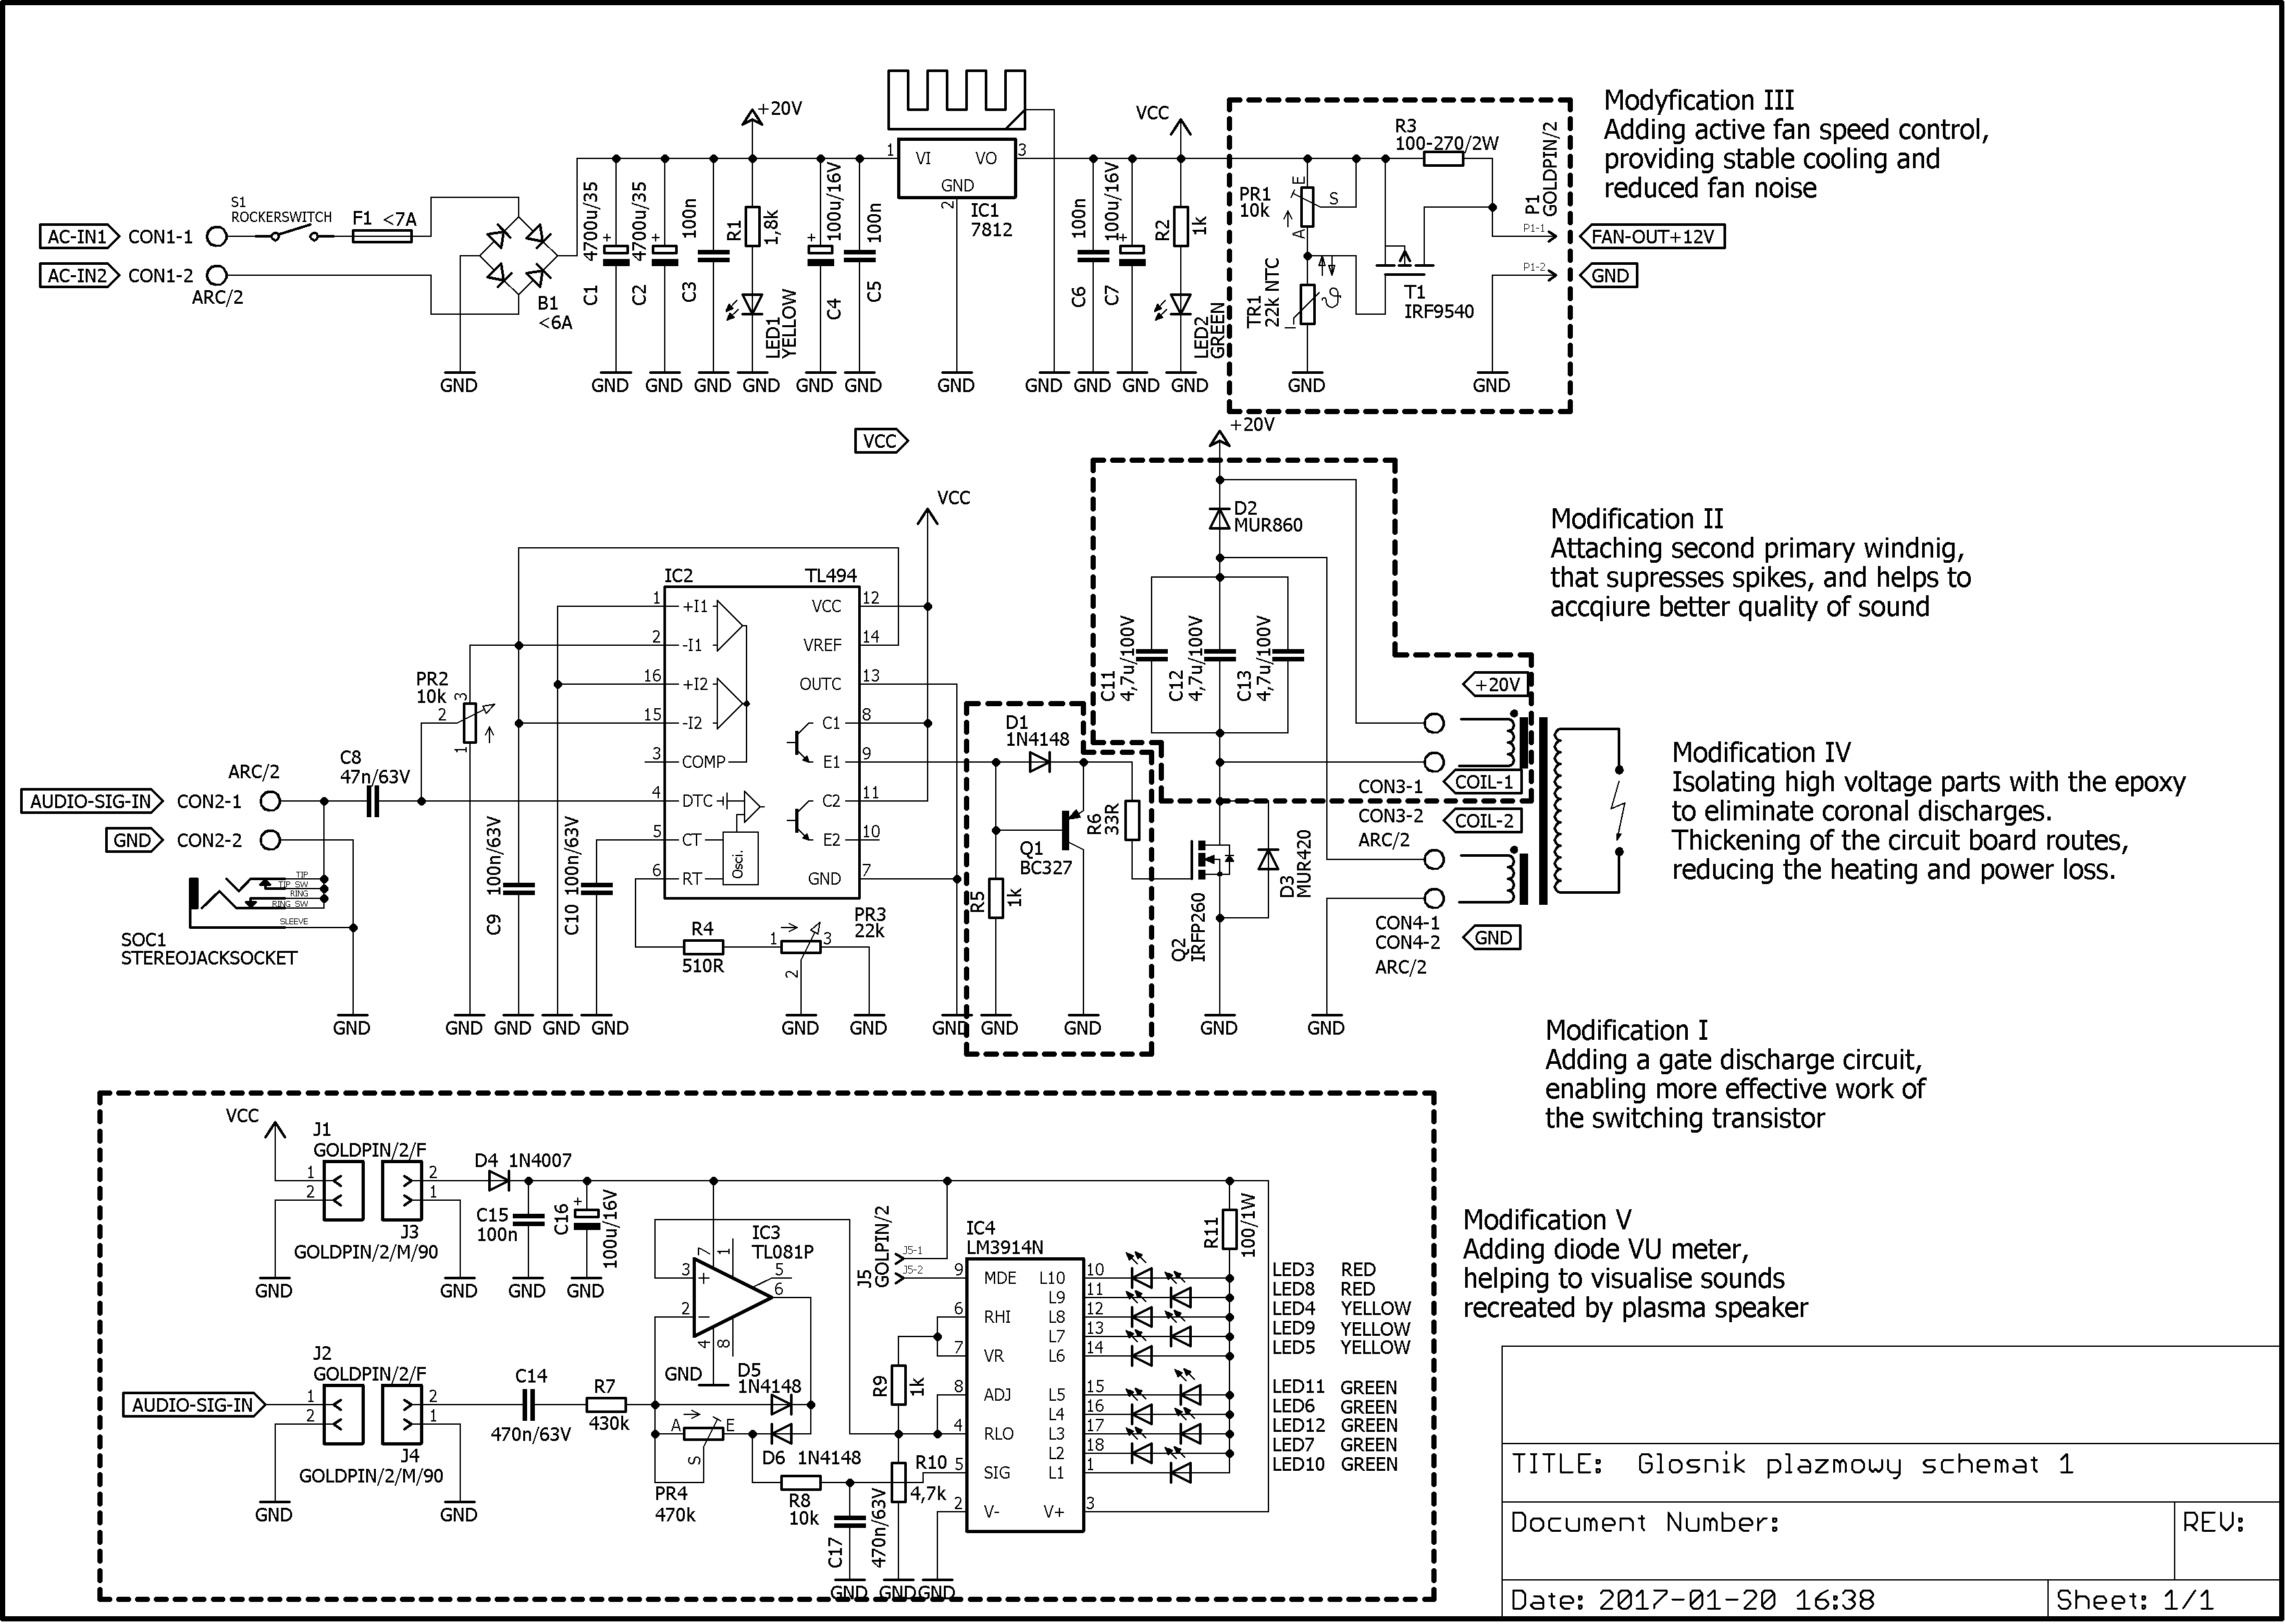 Modyfication III
Adding active fan speed control,
providing stable cooling and
reduced fan noise
+20V
VCC
1
VI
VO
3
GND
2
IC1
7812
R3
100-270/2W
P1
GOLDPIN/2
PR1
10k
E
S
A
P1-1
FAN-OUT+12V
P1-2
GND
TR1
22k NTC
T1
IRF9540
S1
ROCKERSWITCH
F1
<7A
AC-IN1
CON1-1
AC-IN2
CON1-2
ARC/2
B1
<6A
4700u/35
C1
4700u/35
C2
100n
C3
R1
1,8k
LED1
YELLOW
100u/16V
C4
100n
C5
100n
C6
100u/16V
C7
R2
1k
LED2
GREEN
GND
GND
GND
GND
GND
GND
GND
GND
GND
GND
GND
GND
GND
GND
VCC
+20V
D2
MUR860
Modification II
Attaching second primary windnig,
that supresses spikes, and helps to
accqiure better quality of sound
VCC
IC2
TL494
1
+I1
VCC
12
2
-I1
VREF
14
16
+I2
OUTC
13
15
-I2
C1
8
3
COMP
E1
9
4
DTC
C2
11
5
CT
E2
10
6
RT
GND
7
Osci.
PR2
10k
3
2
1
C8
47n/63V
ARC/2
AUDIO-SIG-IN
CON2-1
GND
CON2-2
TIP
TIP SW
RING
RING SW
SLEEVE
SOC1
STEREOJACKSOCKET
C9
100n/63V
C10
100n/63V
R4
510R
1
3
2
PR3
22k
D1
1N4148
Q1
BC327
R5
1k
R6
33R
Q2
IRFP260
D3
MUR420
C11
4,7u/100V
C12
4,7u/100V
C13
4,7u/100V
+20V
CON3-1
COIL-1
CON3-2
COIL-2
ARC/2
CON4-1
CON4-2
GND
ARC/2
Modification IV
Isolating high voltage parts with the epoxy
to eliminate coronal discharges.
Thickening of the circuit board routes,
reducing the heating and power loss.
GND
GND
GND
GND
GND
GND
GND
GND
GND
GND
GND
GND
Modification I
Adding a gate discharge circuit,
enabling more effective work of
the switching transistor
VCC
J1
GOLDPIN/2/F
1
2
2
1
J3
GOLDPIN/2/M/90
GND
GND
D4
1N4007
C15
100n
GND
C16
100u/16V
GND
IC3
TL081P
3
2
7
1
5
6
4
8
GND
J5
GOLPIN/2
J5-1
J5-2
IC4
LM3914N
9
MDE
L10
10
L9
11
6
RHI
L8
12
L7
13
7
VR
L6
14
8
ADJ
L5
15
L4
16
4
RLO
L3
17
L2
18
5
SIG
L1
1
2
V-
V+
3
R11
100/1W
LED3 RED
LED8 RED
LED4 YELLOW
LED9 YELLOW
LED5 YELLOW
LED11 GREEN
LED6 GREEN
LED12 GREEN
LED7 GREEN
LED10 GREEN
Modification V
Adding diode VU meter,
helping to visualise sounds
recreated by plasma speaker
J2
GOLDPIN/2/F
AUDIO-SIG-IN
1
2
2
1
J4
GOLDPIN/2/M/90
GND
GND
C14
470n/63V
R7
430k
D5
1N4148
A
E
S
D6 1N4148
PR4
470k
R8
10k
C17
470n/63V
R9
1k
R10
4,7k
GND
GND
GND
TITLE: Glosnik plazmowy schemat 1
Document Number:
REV:
Date: 2017-01-20 16:38
Sheet: 1/1